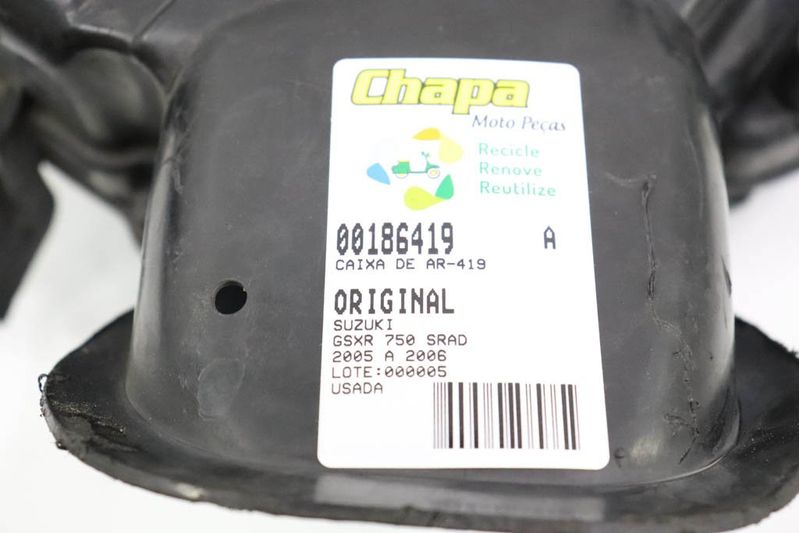 Chapa
Moto Peças
Recicle
Renove
Reutilize
00186419 A
CAIXA DE AR-419
ORIGINAL
SUZUKI
GSXR 750 SRAD
2005 A 2006
LOTE:000005
USADA